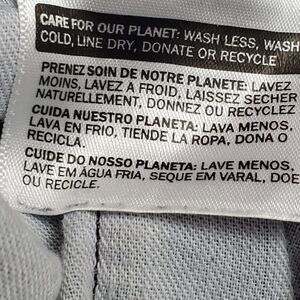 CARE FOR OUR PLANET: WASH LESS, WASH
COLD, LINE DRY, DONATE OR RECYCLE
PRENEZ SOIN DE NOTRE PLANETE: LAVEZ
MOINS, LAVEZ A FROID, LAISSEZ SECHER
NATURELLEMENT, DONNEZ OU RECYCLEZ
CUIDA NUESTRO PLANETA: LAVA MENOS,
LAVA EN FRIO, TIENDE LA ROPA, DONA O
RECICLA.
CUIDE DO NOSSO PLANETA: LAVE MENOS,
LAVE EM ÁGUA FRIA, SEQUE EM VARAL, DOE
OU RECICLE.